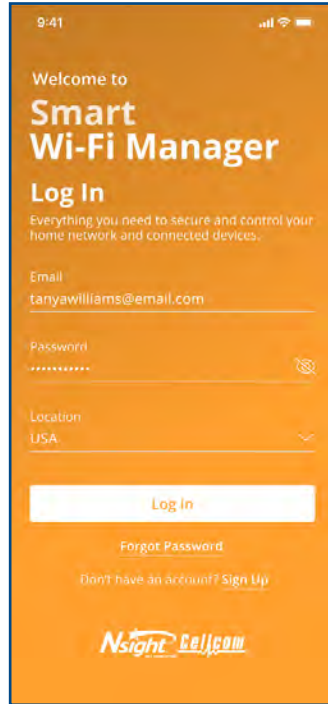 9:41
Welcome to
Smart
Wi-Fi Manager
Log In
Everything you need to secure and control your
home network and connected devices.
Email
tanyawilliams@email.com
Password
•••••••••••
Location
USA
Log in
Forgot Password
Don't have an account? Sign Up
Nsight Cellcom